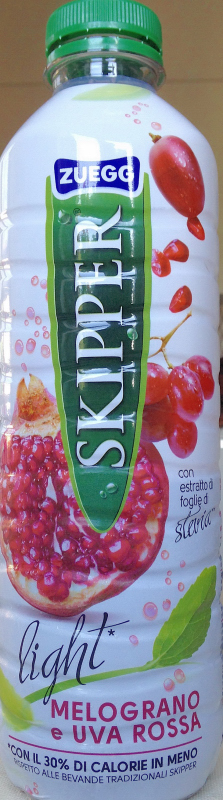 ZUEGG
SKIPPER
con
estratto di
foglie di
stevia
light*
MELOGRANO
e UVA ROSSA
*CON IL 30% DI CALORIE IN MENO
RISPETTO ALLE BEVANDE TRADIZIONALI SKIPPER